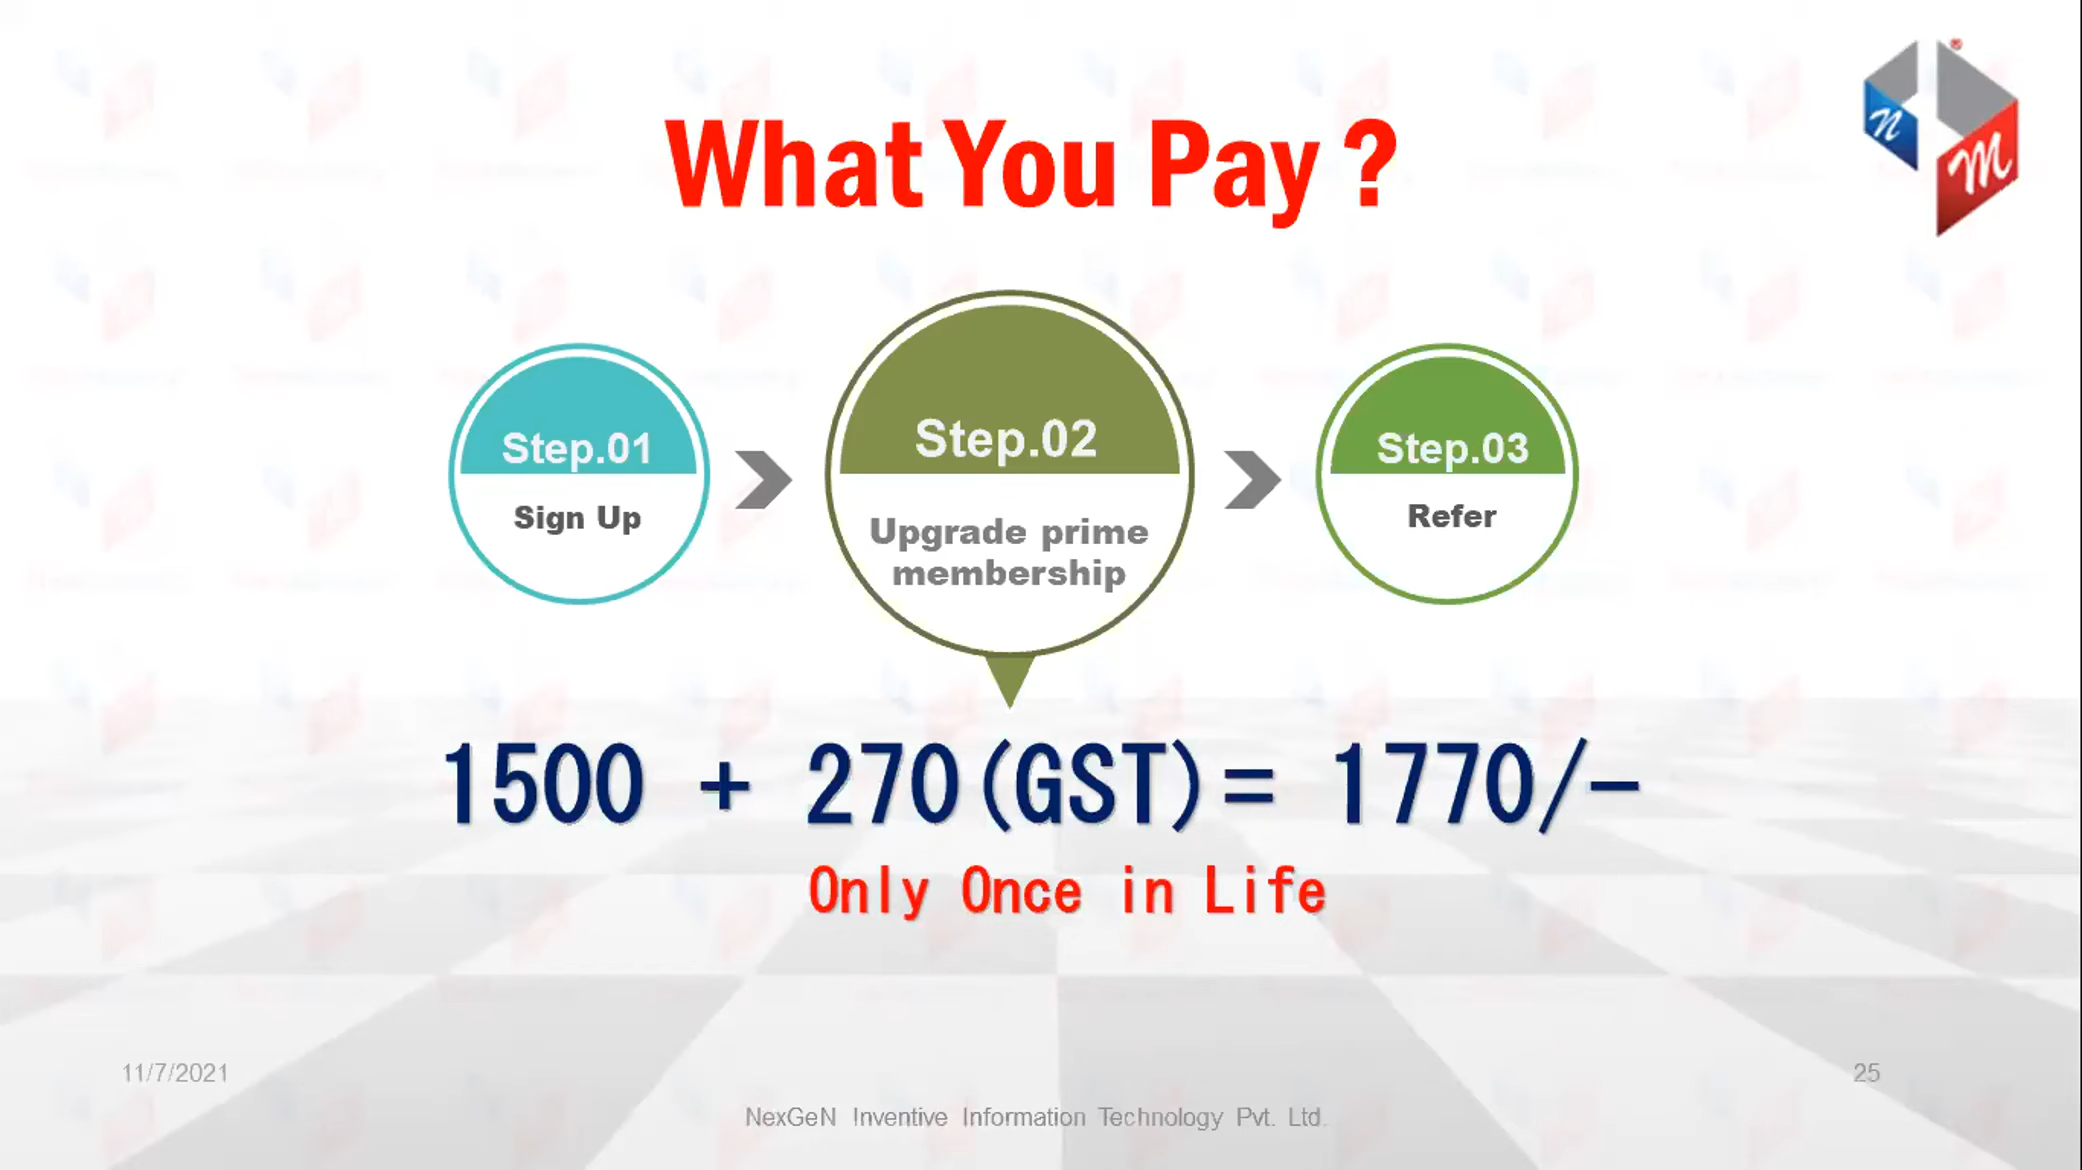 What You Pay ?
Step.01
Sign Up
Step.02
Upgrade prime
membership
Step.03
Refer
1500 + 270(GST)= 1770/-
Only Once in Life
11/7/2021
25
NexGeN Inventive Information Technology Pvt. Ltd.
n
m
®